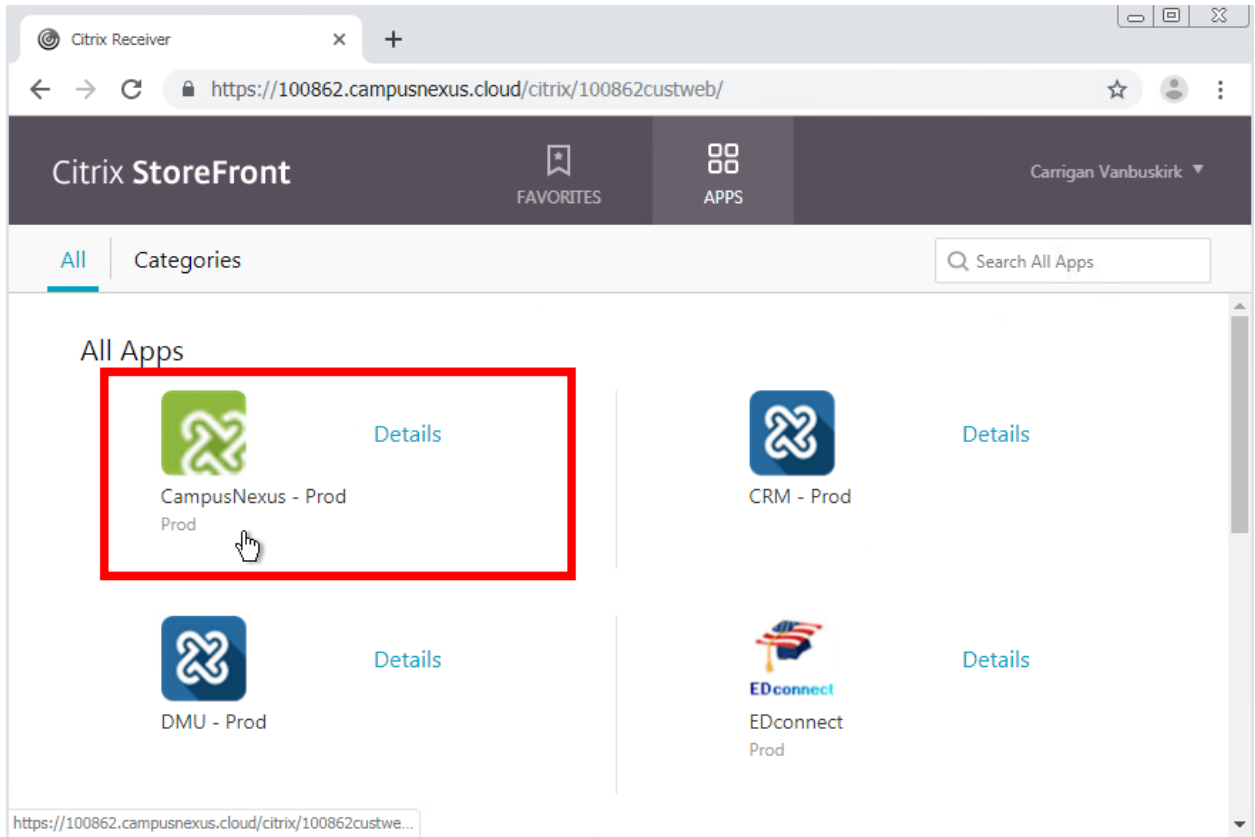 Citrix Receiver
https://100862.campusnexus.cloud/citrix/100862custweb/
Citrix StoreFront
FAVORITES
APPS
Carrigan Vanbuskirk
All
Categories
Search All Apps
All Apps
Details
CampusNexus - Prod
Prod
Details
CRM - Prod
Details
DMU - Prod
EDconnect
Details
EDconnect
Prod
https://100862.campusnexus.cloud/citrix/100862custwe...